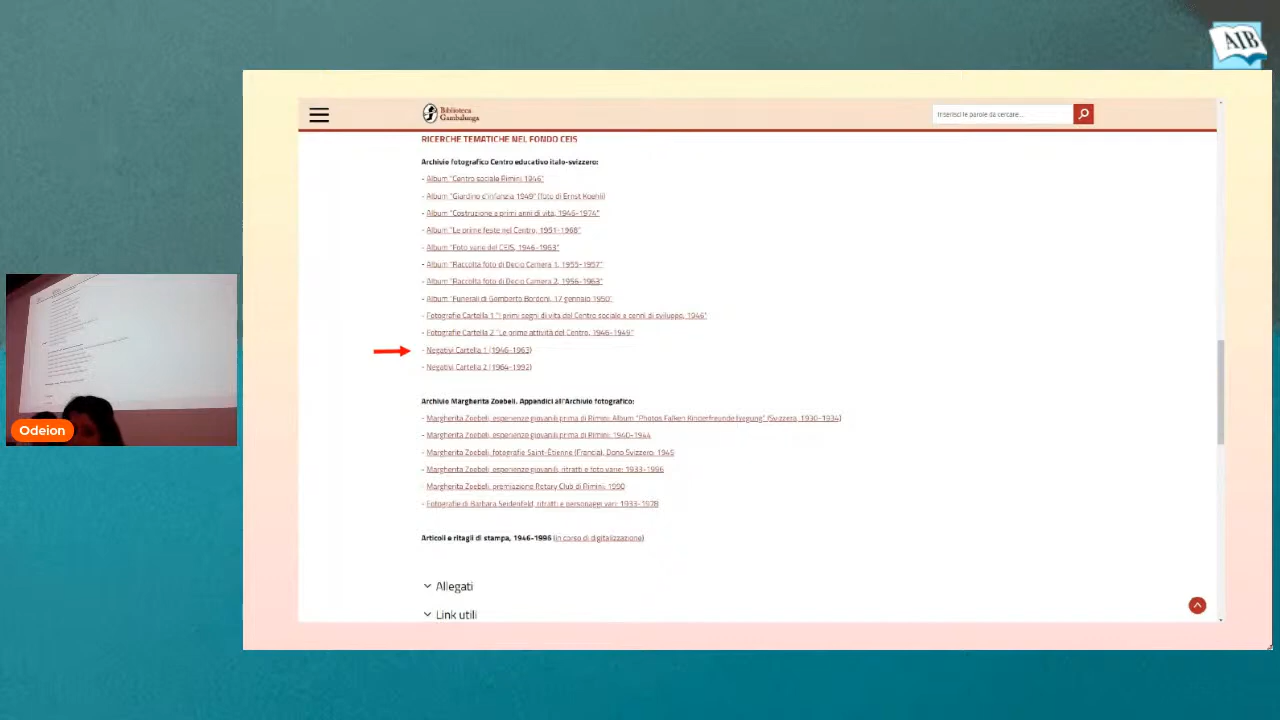 AIB
Biblioteca
Gambalunga
Inserisci le parole da cercare...
RICERCHE TEMATICHE NEL FONDO CEIS
Archivio fotografico Centro educativo italo-svizzero:
- Album "Centro sociale Rimini 1946"
- Album "Giardino d'infanzia 1949" (foto di Ernst Koehli)
- Album "Costruzione a primi anni di vita, 1946-1974"
- Album "Le prime feste nel Centro, 1951-1968"
- Album "Foto varie del CEIS, 1946-1963"
- Album "Raccolta foto di Decio Camera 1, 1955-1957"
- Album "Raccolta foto di Decio Camera 2, 1956-1963"
- Album "Funerali di Gomberto Bordoni, 17 gennaio 1950"
- Fotografie Cartella 1 "I primi segni di vita del Centro sociale e cenni di sviluppo, 1946"
- Fotografie Cartella 2 "Le prime attività del Centro, 1946-1949"
- Negativi Cartella 1 (1946-1963)
- Negativi Cartella 2 (1964-1992)
Archivio Margherita Zoebeli. Appendici all'Archivio fotografico:
- Margherita Zoebeli, esperienze giovanili prima di Rimini: Album "Photos Falken Kinderfreunde bwegung" (Svizzera, 1930-1934)
- Margherita Zoebeli, esperienze giovanili prima di Rimini: 1940-1944
- Margherita Zoebeli, fotografie Saint-Étienne (Francia), Dono Svizzero, 1945
- Margherita Zoebeli, esperienze giovanili, ritratti e foto varie: 1933-1996
- Margherita Zoebeli, premiazione Rotary Club di Rimini: 1990
- Fotografie di Barbara Seidenfeld, ritratti e personaggi vari: 1933-1978
Articoli e ritagli di stampa, 1946-1996 (in corso di digitalizzazione)
Allegati
Link utili
Odeion